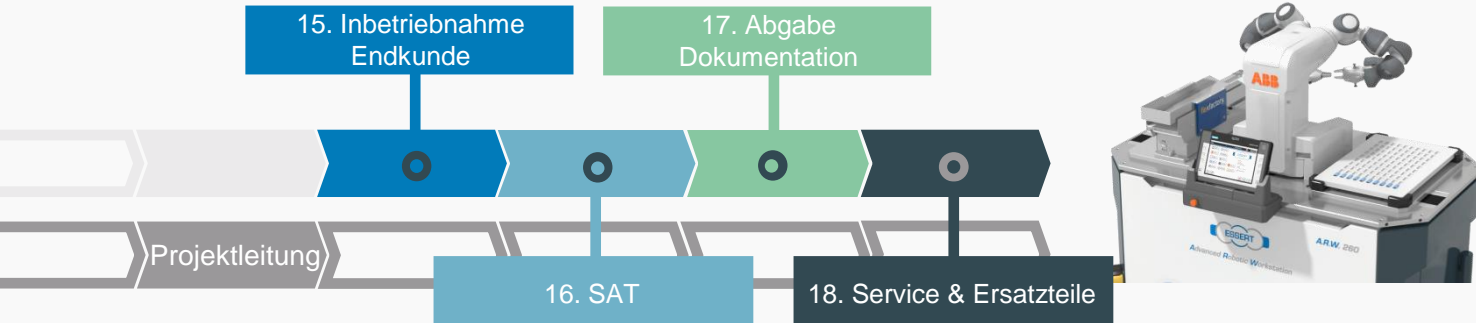 15. Inbetriebnahme
Endkunde
17. Abgabe
Dokumentation
ABB
Projektleitung
16. SAT
18. Service & Ersatzteile
ESSERT
A.R.W. 260
Advanced Robotic Workstation